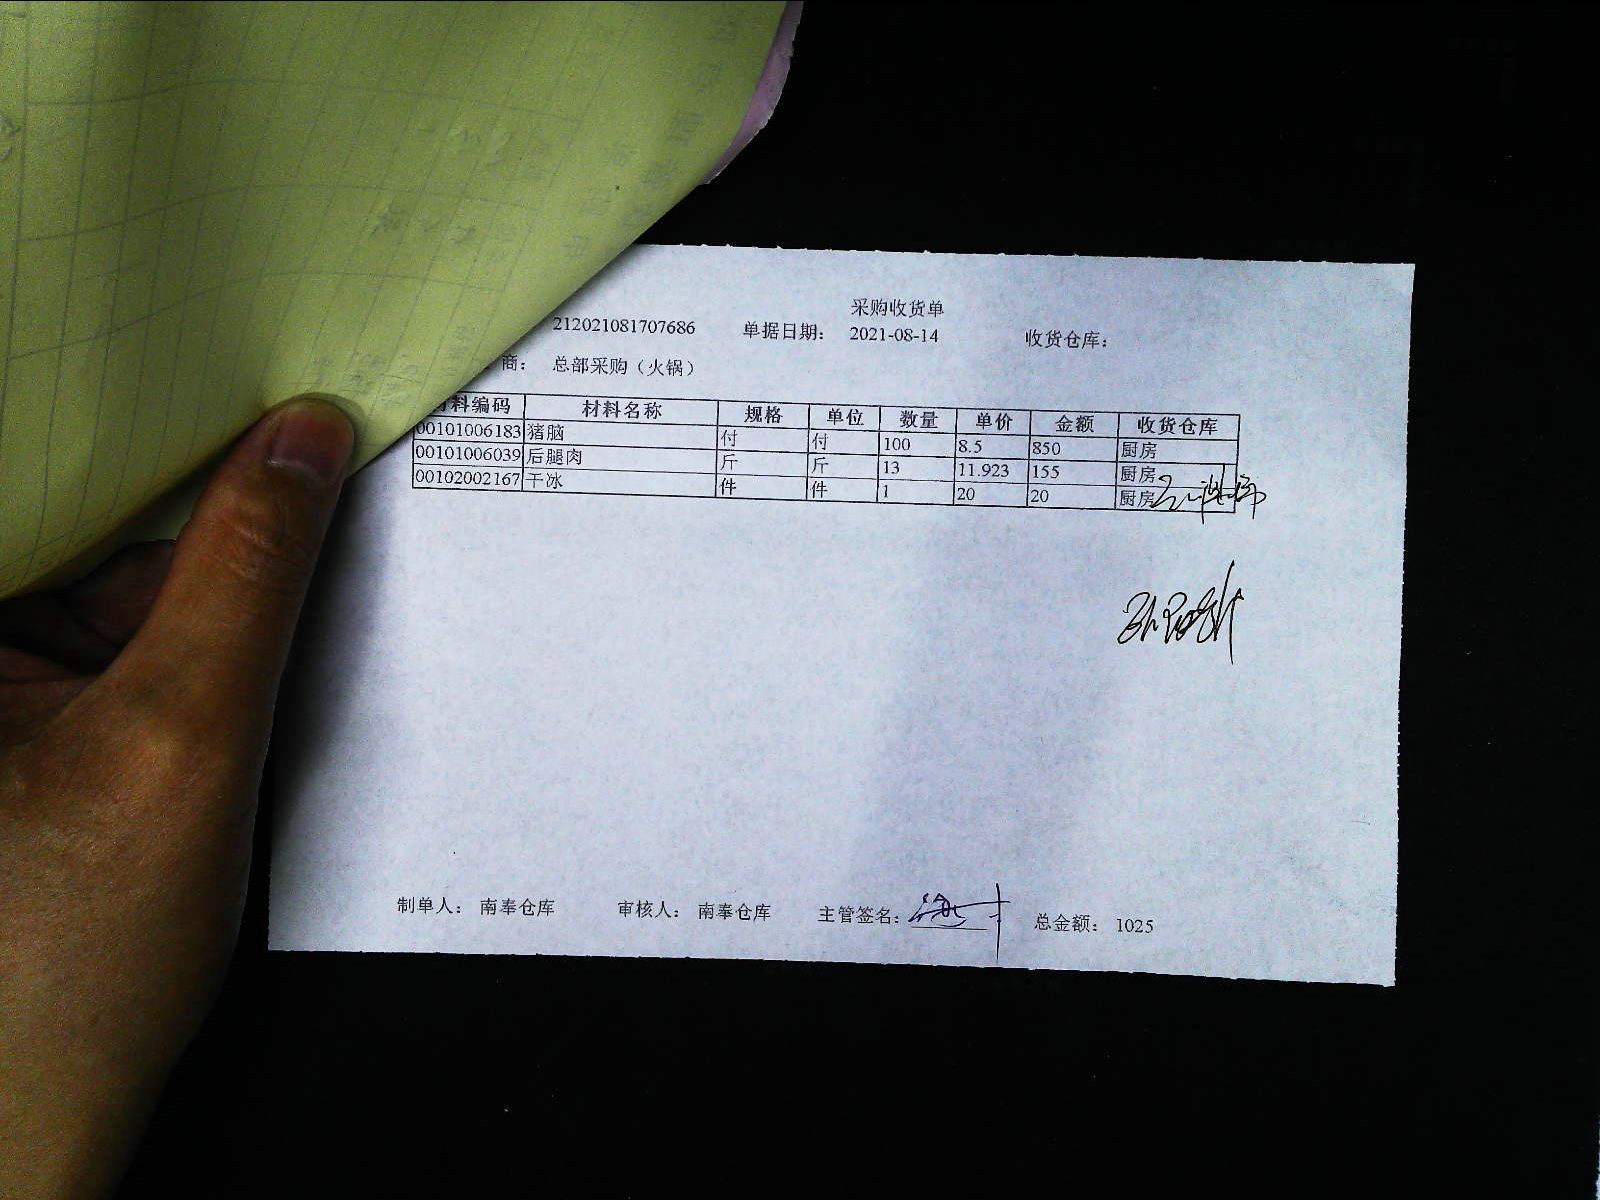 采购收货单
212021081707686 单据日期： 2021-08-14 收货仓库：
商： 总部采购（火锅）
料编码 材料名称 规格 单位 数量 单价 金额 收货仓库
00101006183 猪脑 付 付 100 8.5 850 厨房
00101006039 后腿肉 斤 斤 13 11.923 155 厨房
00102002167 干冰 件 件 1 20 20 厨房
制单人： 南奉仓库 审核人： 南奉仓库 主管签名： 总金额： 1025